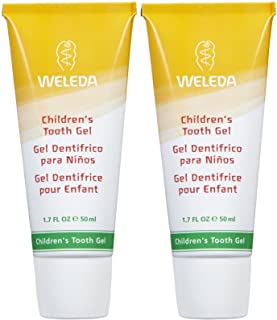 WELEDA
Children's
Tooth Gel
Gel Dentifrico
para Niños
Gel Dentifrice
pour Enfant
1.7 FL OZ ℮ 50 ml
Children's Tooth Gel
WELEDA
Children's
Tooth Gel
Gel Dentifrico
para Niños
Gel Dentifrice
pour Enfant
1.7 FL OZ ℮ 50 ml
Children's Tooth Gel